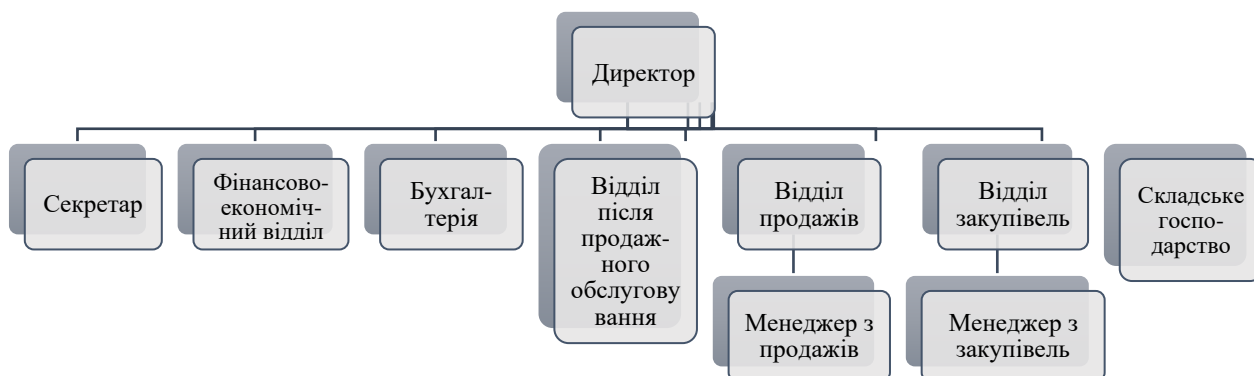 Директор
Секретар
Фінансово-
економіч-
ний відділ
Бухгал-
терія
Відділ
після
продаж-
ного
обслугову
вання
Відділ
продажів
Відділ
закупівель
Складське
госпо-
дарство
Менеджер з
продажів
Менеджер з
закупівель